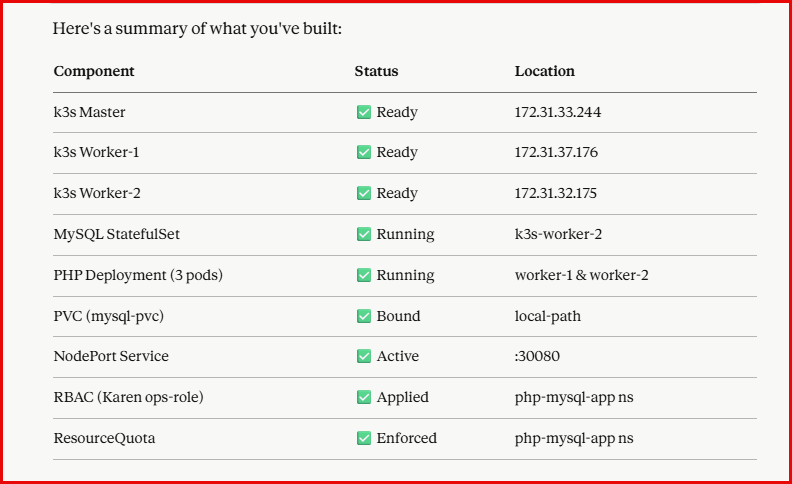 Here's a summary of what you've built:
Component Status Location
k3s Master ✅ Ready 172.31.33.244
k3s Worker-1 ✅ Ready 172.31.37.176
k3s Worker-2 ✅ Ready 172.31.32.175
MySQL StatefulSet ✅ Running k3s-worker-2
PHP Deployment (3 pods) ✅ Running worker-1 & worker-2
PVC (mysql-pvc) ✅ Bound local-path
NodePort Service ✅ Active :30080
RBAC (Karen ops-role) ✅ Applied php-mysql-app ns
ResourceQuota ✅ Enforced php-mysql-app ns